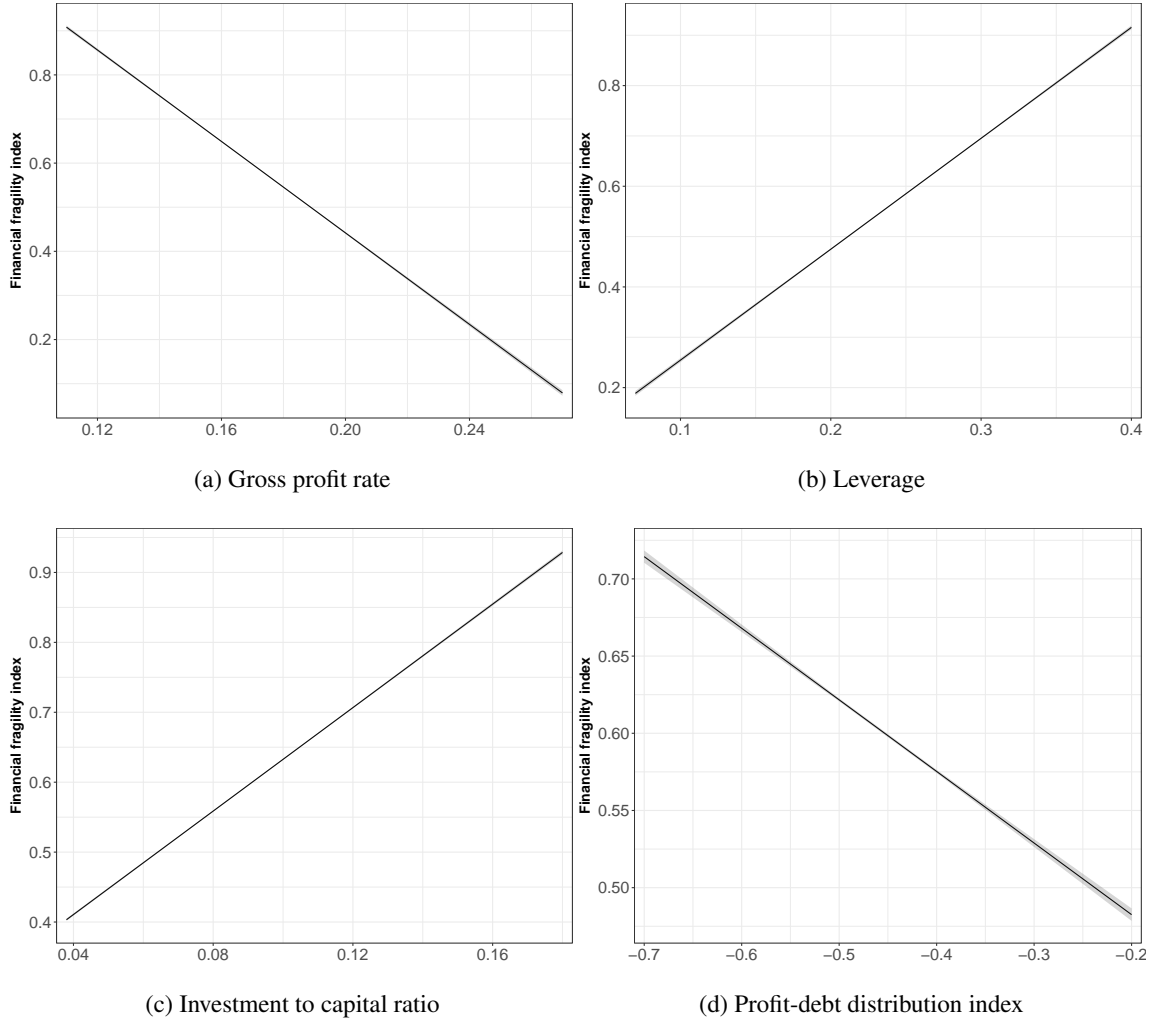 Financial fragility index
0.8
0.6
0.4
0.2
0.12 0.16 0.20 0.24
(a) Gross profit rate
Financial fragility index
0.8
0.6
0.4
0.2
0.1 0.2 0.3 0.4
(b) Leverage
Financial fragility index
0.9
0.8
0.7
0.6
0.5
0.4
0.04 0.08 0.12 0.16
(c) Investment to capital ratio
Financial fragility index
0.70
0.65
0.60
0.55
0.50
−0.7 −0.6 −0.5 −0.4 −0.3 −0.2
(d) Profit-debt distribution index